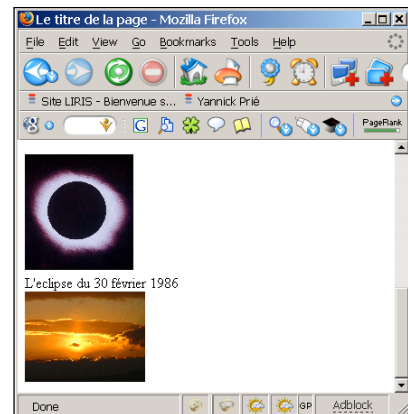 Le titre de la page - Mozilla Firefox
File Edit View Go Bookmarks Tools Help
Site LIRIS - Bienvenue s... Yannick Prié
G PageRank
L'eclipse du 30 février 1986
Done GP Adblock